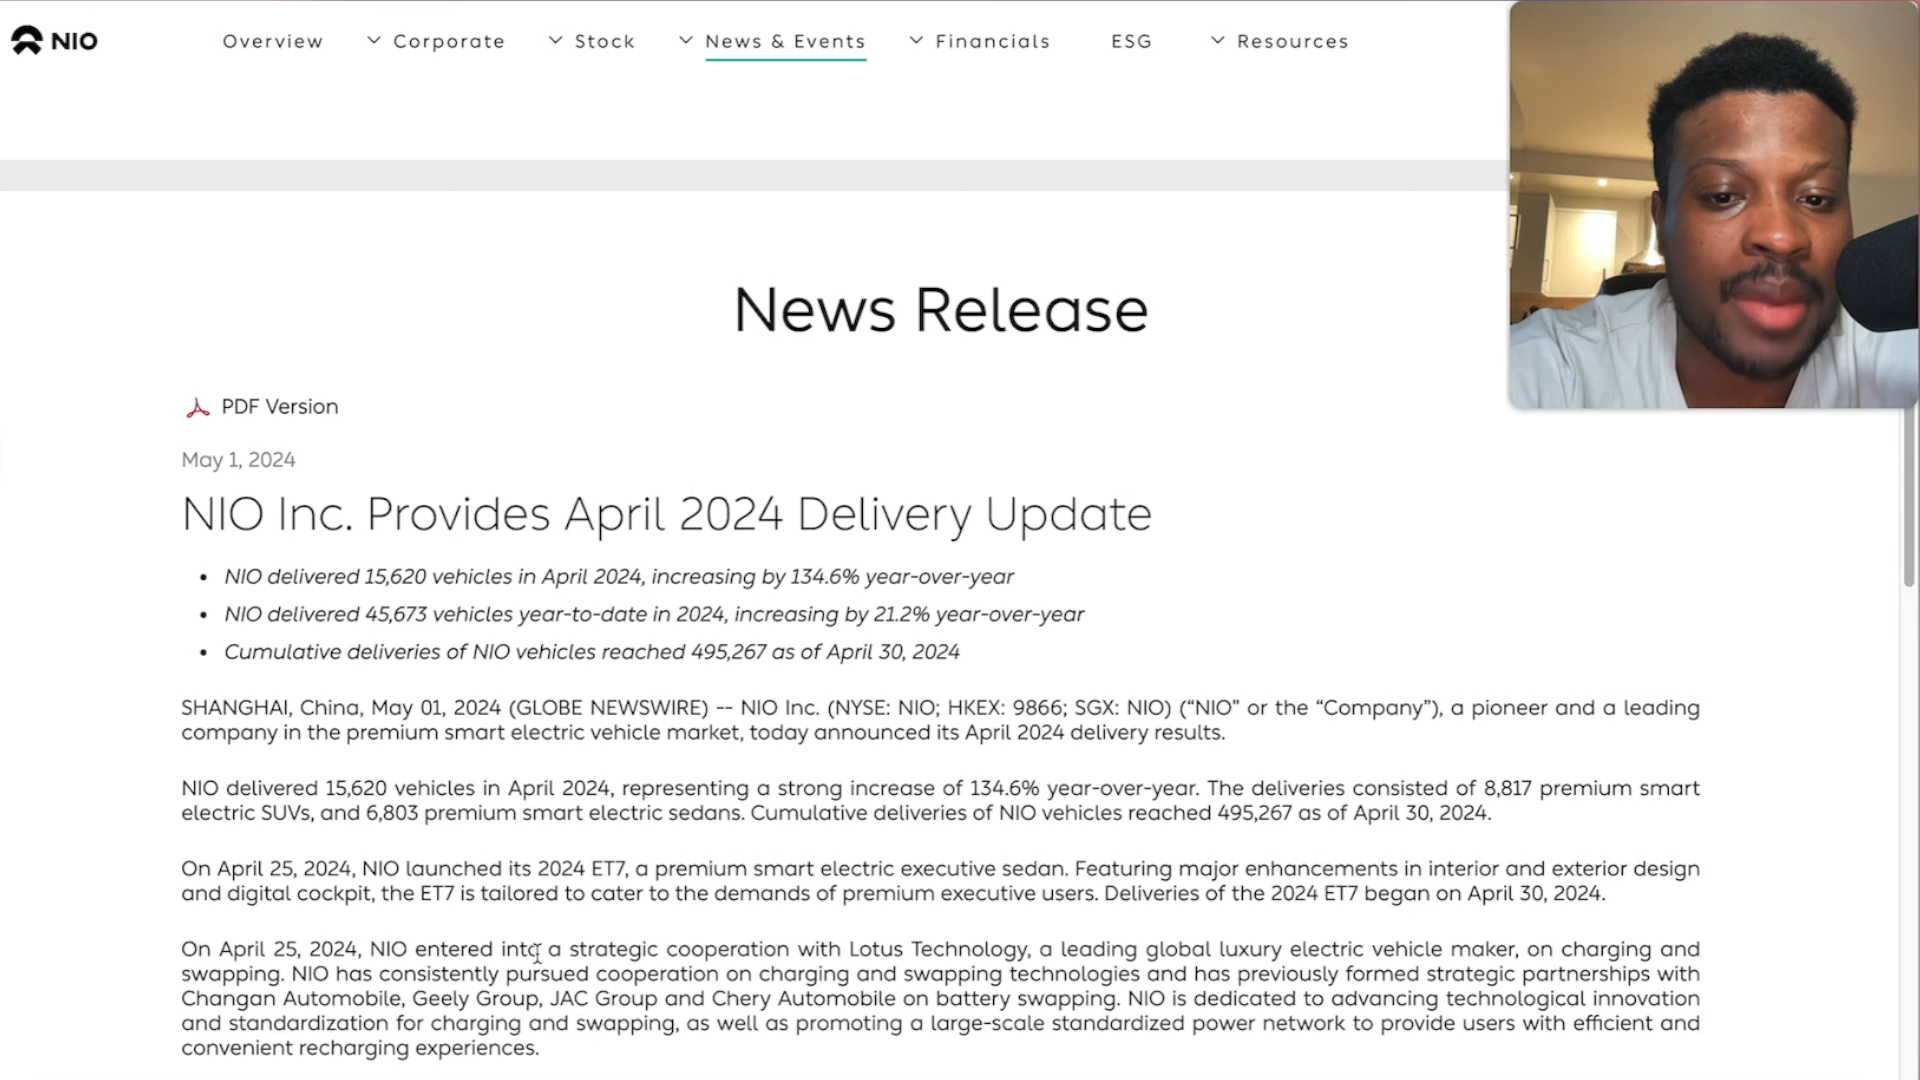 NIO
Overview
Corporate
Stock
News & Events
Financials
ESG
Resources
News Release
PDF Version
May 1, 2024
NIO Inc. Provides April 2024 Delivery Update
• NIO delivered 15,620 vehicles in April 2024, increasing by 134.6% year-over-year
• NIO delivered 45,673 vehicles year-to-date in 2024, increasing by 21.2% year-over-year
• Cumulative deliveries of NIO vehicles reached 495,267 as of April 30, 2024
SHANGHAI, China, May 01, 2024 (GLOBE NEWSWIRE) -- NIO Inc. (NYSE: NIO; HKEX: 9866; SGX: NIO) (“NIO” or the “Company”), a pioneer and a leading
company in the premium smart electric vehicle market, today announced its April 2024 delivery results.
NIO delivered 15,620 vehicles in April 2024, representing a strong increase of 134.6% year-over-year. The deliveries consisted of 8,817 premium smart
electric SUVs, and 6,803 premium smart electric sedans. Cumulative deliveries of NIO vehicles reached 495,267 as of April 30, 2024.
On April 25, 2024, NIO launched its 2024 ET7, a premium smart electric executive sedan. Featuring major enhancements in interior and exterior design
and digital cockpit, the ET7 is tailored to cater to the demands of premium executive users. Deliveries of the 2024 ET7 began on April 30, 2024.
On April 25, 2024, NIO entered into a strategic cooperation with Lotus Technology, a leading global luxury electric vehicle maker, on charging and
swapping. NIO has consistently pursued cooperation on charging and swapping technologies and has previously formed strategic partnerships with
Changan Automobile, Geely Group, JAC Group and Chery Automobile on battery swapping. NIO is dedicated to advancing technological innovation
and standardization for charging and swapping, as well as promoting a large-scale standardized power network to provide users with efficient and
convenient recharging experiences.